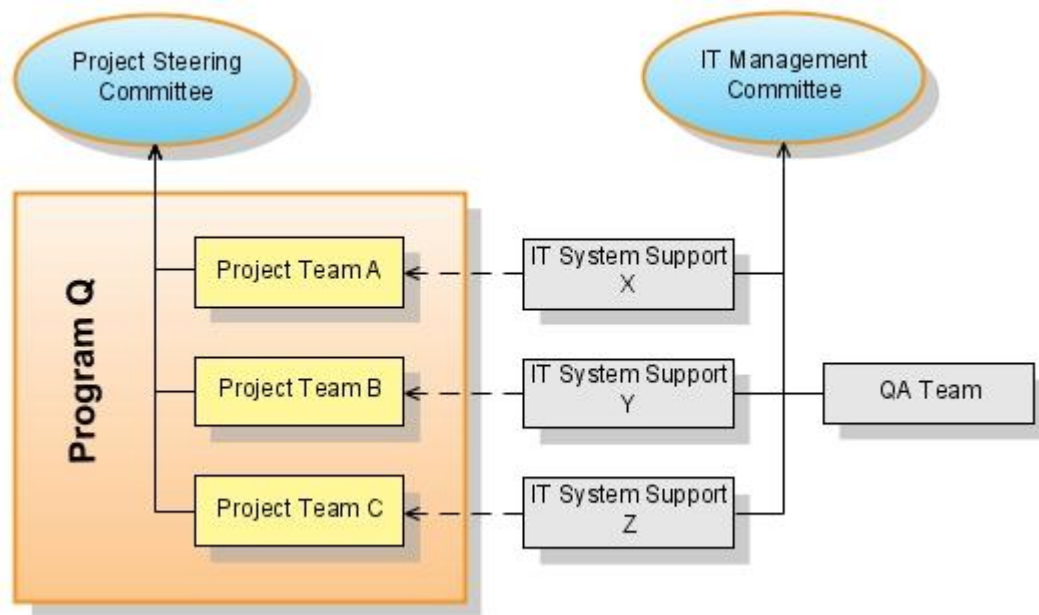 Project Steering
Committee
IT Management
Committee
Program Q
Project Team A
IT System Support
X
Project Team B
IT System Support
Y
QA Team
Project Team C
IT System Support
Z